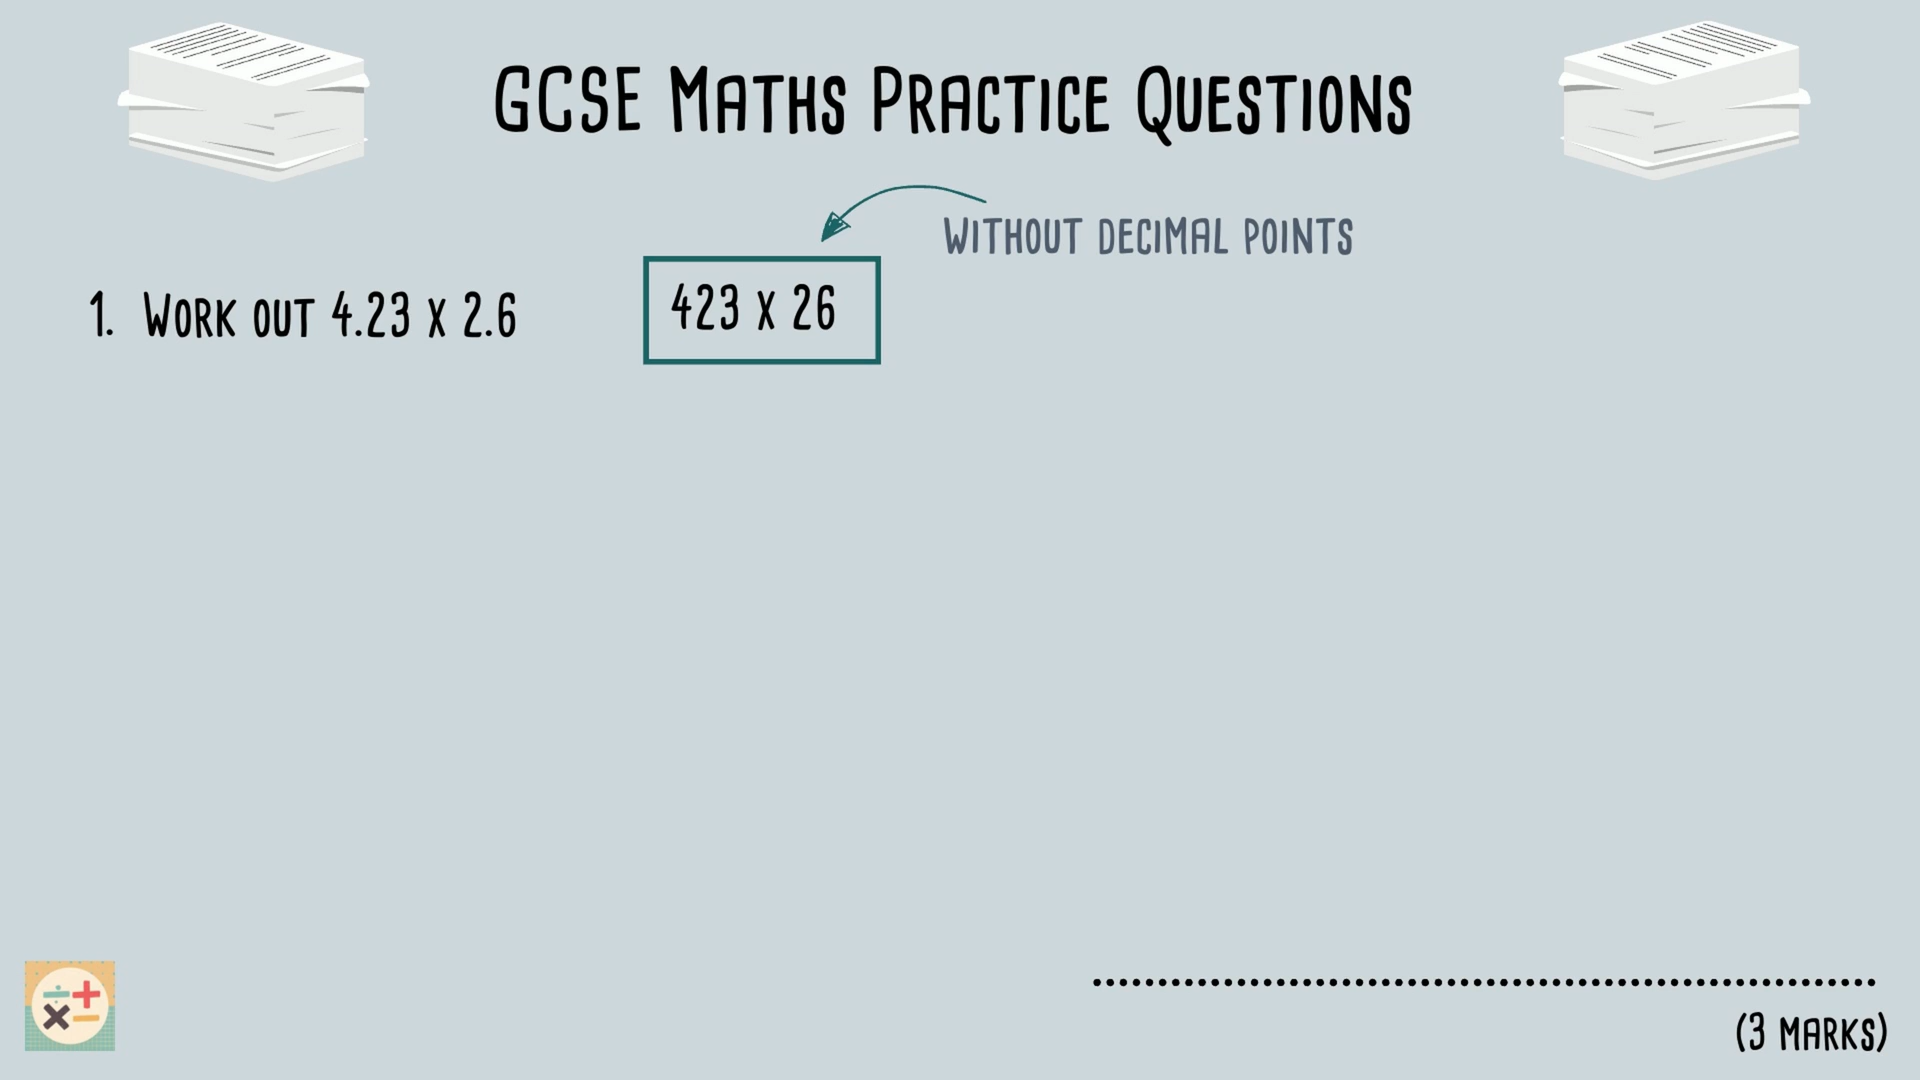 GCSE Maths Practice Questions
without decimal points
1. Work out 4.23 x 2.6
423 x 26
(3 marks)